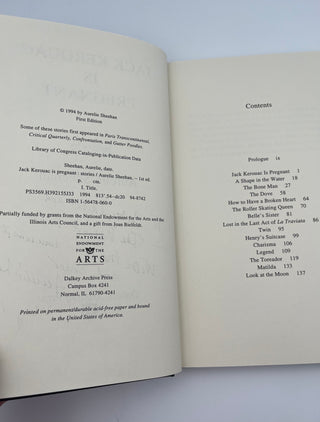 © 1994 by Aurelie Sheehan
First Edition
Some of these stories first appeared in Paris Transcontinental,
Critical Quarterly, Confrontation, and Gutter Poodles.
Library of Congress Cataloging-in-Publication Data
Sheehan, Aurelie, date.
Jack Kerouac is pregnant : stories / Aurelie Sheehan. — 1st ed.
p. cm.
I. Title.
PS3569.H392155J33 1994 813'.54–dc20 94-8762
ISBN 1-56478-060-0
Partially funded by grants from the National Endowment for the Arts and the
Illinois Arts Council, and a gift from Joan Bielfeldt.
NATIONAL
ENDOWMENT
FOR THE
ARTS
Dalkey Archive Press
Campus Box 4241
Normal, IL 61790-4241
Printed on permanent/durable acid-free paper and bound
in the United States of America.
Contents
Prologue ix
Jack Kerouac Is Pregnant 1
A Shape in the Water 18
The Bone Man 27
The Dove 58
How to Have a Broken Heart 64
The Roller Skating Queen 70
Belle's Sister 81
Lost in the Last Act of La Traviata 86
Twin 95
Henry's Suitcase 99
Charisma 106
Legend 109
The Toreador 119
Matilda 133
Look at the Moon 137